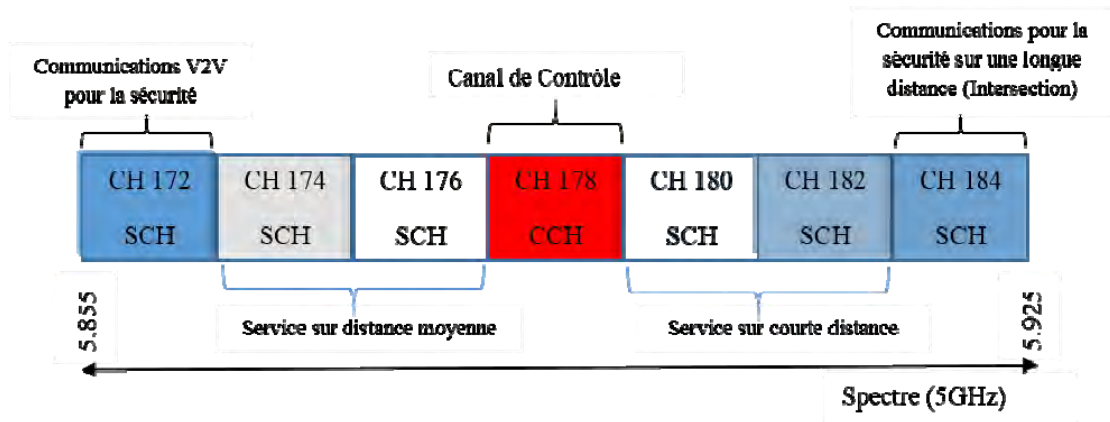 Communications V2V
pour la sécurité
Canal de Contrôle
Communications pour la
sécurité sur une longue
distance (Intersection)
CH 172
SCH
CH 174
SCH
CH 176
SCH
CH 178
CCH
CH 180
SCH
CH 182
SCH
CH 184
SCH
Service sur distance moyenne
Service sur courte distance
5.855
5.925
Spectre (5GHz)